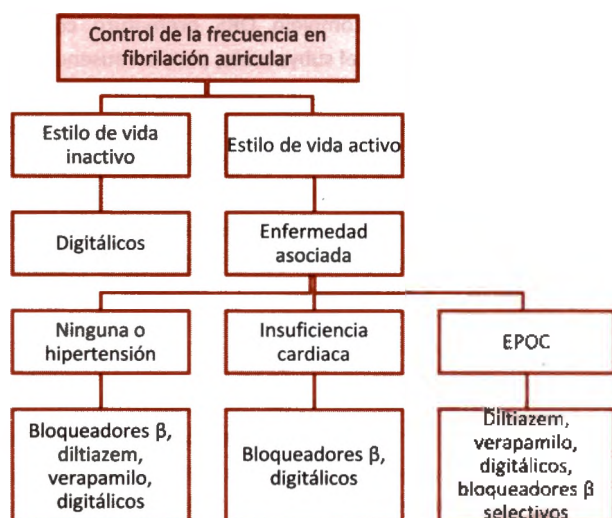 Control de la frecuencia en
fibrilación auricular
Estilo de vida
inactivo
Estilo de vida activo
Digitálicos
Enfermedad
asociada
Ninguna o
hipertensión
Insuficiencia
cardiaca
EPOC
Bloqueadores β,
diltiazem,
verapamilo,
digitálicos
Bloqueadores β,
digitálicos
Diltiazem,
verapamilo,
digitálicos,
bloqueadores β
selectivos